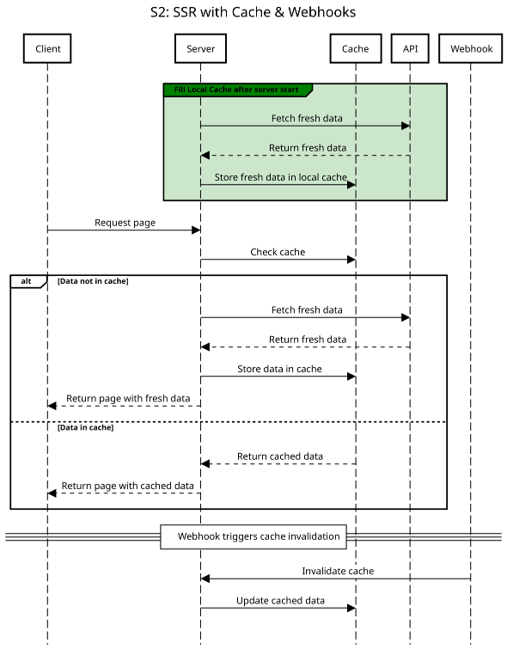 S2: SSR with Cache & Webhooks
Client
Server
Cache
API
Webhook
Fill Local Cache after server start
Fetch fresh data
Return fresh data
Store fresh data in local cache
Request page
Check cache
alt
[Data not in cache]
Fetch fresh data
Return fresh data
Store data in cache
Return page with fresh data
[Data in cache]
Return cached data
Return page with cached data
Webhook triggers cache invalidation
Invalidate cache
Update cached data